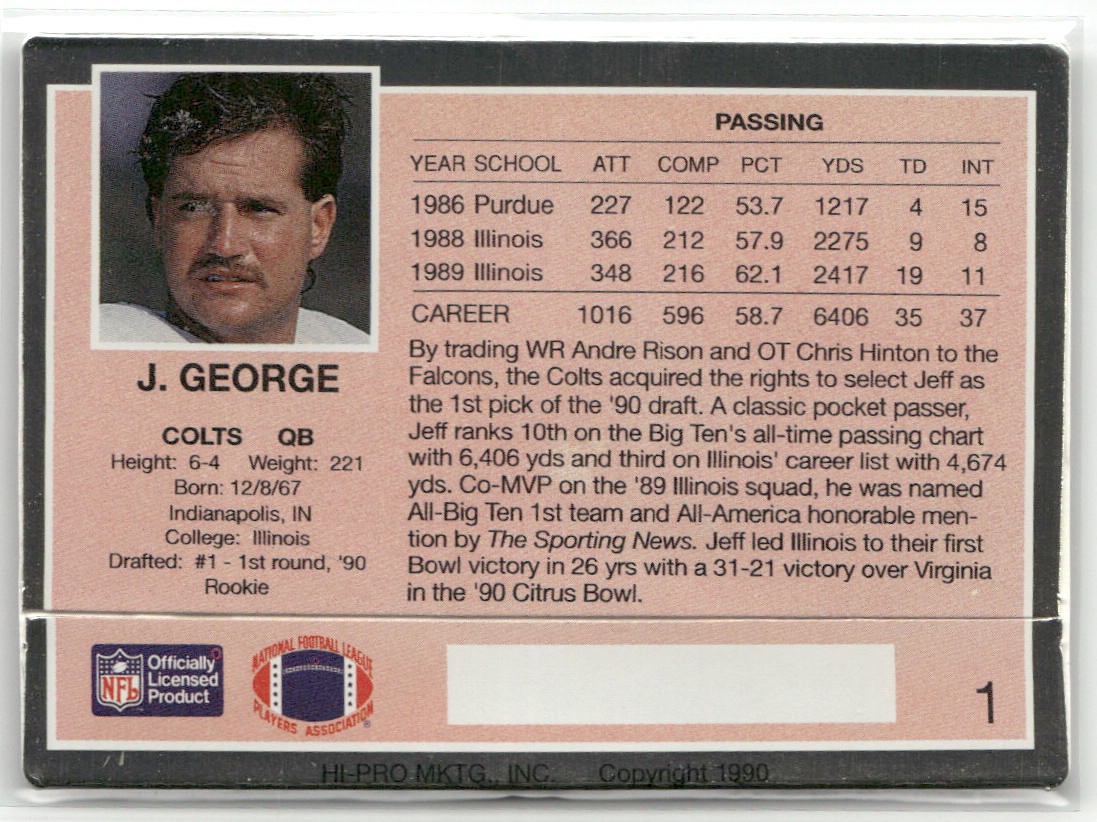 PASSING
YEAR SCHOOL ATT COMP PCT YDS TD INT
1986 Purdue 227 122 53.7 1217 4 15
1988 Illinois 366 212 57.9 2275 9 8
1989 Illinois 348 216 62.1 2417 19 11
CAREER 1016 596 58.7 6406 35 37
By trading WR Andre Rison and OT Chris Hinton to the
Falcons, the Colts acquired the rights to select Jeff as
the 1st pick of the '90 draft. A classic pocket passer,
Jeff ranks 10th on the Big Ten's all-time passing chart
with 6,406 yds and third on Illinois' career list with 4,674
yds. Co-MVP on the '89 Illinois squad, he was named
All-Big Ten 1st team and All-America honorable men-
tion by The Sporting News. Jeff led Illinois to their first
Bowl victory in 26 yrs with a 31-21 victory over Virginia
in the '90 Citrus Bowl.
J. GEORGE
COLTS QB
Height: 6-4 Weight: 221
Born: 12/8/67
Indianapolis, IN
College: Illinois
Drafted: #1 - 1st round, '90
Rookie
NFL
Officially
Licensed
Product
NATIONAL FOOTBALL LEAGUE
PLAYERS ASSOCIATION
1
HI-PRO MKTG., INC. Copyright 1990